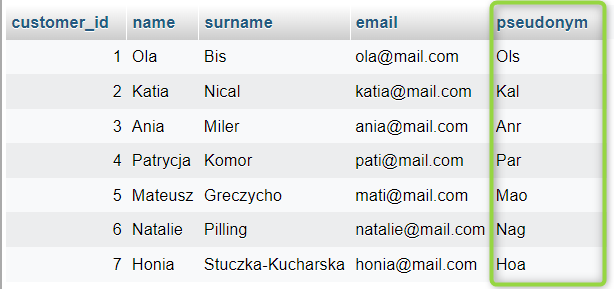 customer_id name surname email pseudonym
1 Ola Bis ola@mail.com Ols
2 Katia Nical katia@mail.com Kal
3 Ania Miler ania@mail.com Anr
4 Patrycja Komor pati@mail.com Par
5 Mateusz Greczycho mati@mail.com Mao
6 Natalie Pilling natalie@mail.com Nag
7 Honia Stuczka-Kucharska honia@mail.com Hoa